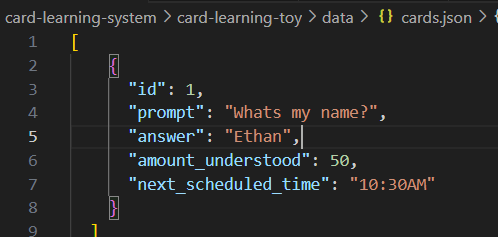 card-learning-system > card-learning-toy > data > {} cards.json > {
1 [
2 {
3 "id": 1,
4 "prompt": "Whats my name?",
5 "answer": "Ethan",
6 "amount_understood": 50,
7 "next_scheduled_time": "10:30AM"
8 }
9 ]